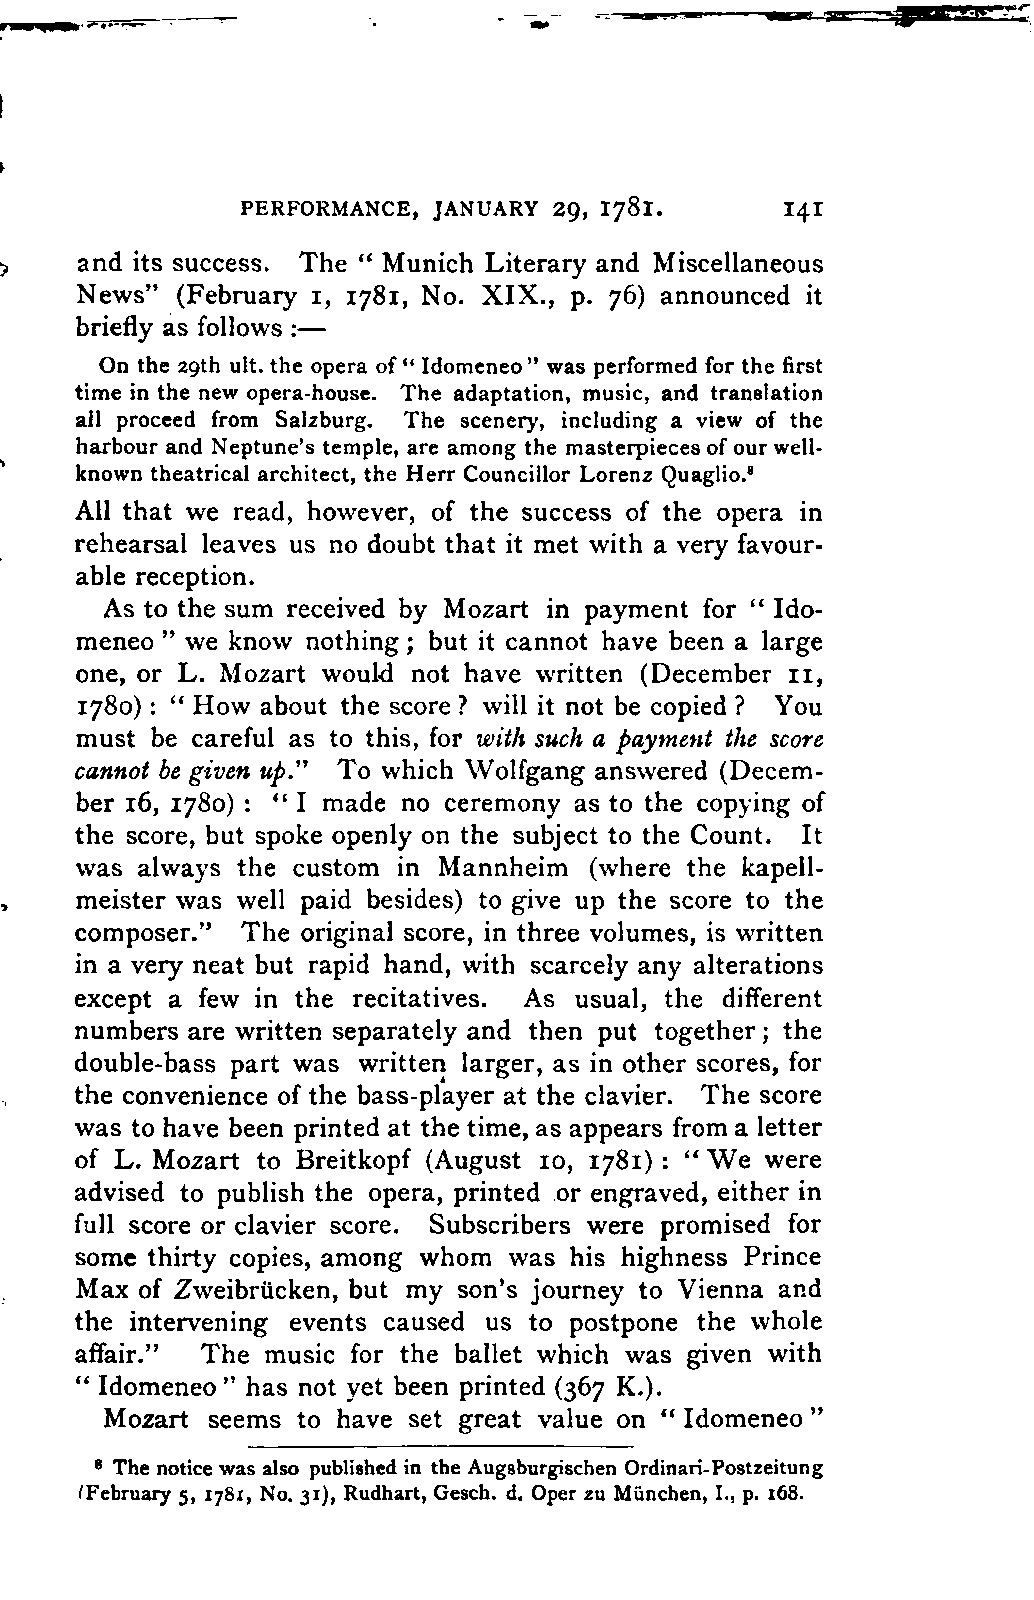 PERFORMANCE, JANUARY 29, 1781. 141
and its success. The “ Munich Literary and Miscellaneous
News” (February 1, 1781, No. XIX., p. 76) announced it
briefly as follows :—
On the 29th ult. the opera of “ Idomeneo ” was performed for the first
time in the new opera-house. The adaptation, music, and translation
all proceed from Salzburg. The scenery, including a view of the
harbour and Neptune's temple, are among the masterpieces of our well-
known theatrical architect, the Herr Councillor Lorenz Quaglio.⁸
All that we read, however, of the success of the opera in
rehearsal leaves us no doubt that it met with a very favour-
able reception.
As to the sum received by Mozart in payment for “ Ido-
meneo ” we know nothing ; but it cannot have been a large
one, or L. Mozart would not have written (December 11,
1780) : “ How about the score ? will it not be copied ? You
must be careful as to this, for with such a payment the score
cannot be given up.” To which Wolfgang answered (Decem-
ber 16, 1780) : “ I made no ceremony as to the copying of
the score, but spoke openly on the subject to the Count. It
was always the custom in Mannheim (where the kapell-
meister was well paid besides) to give up the score to the
composer.” The original score, in three volumes, is written
in a very neat but rapid hand, with scarcely any alterations
except a few in the recitatives. As usual, the different
numbers are written separately and then put together ; the
double-bass part was written larger, as in other scores, for
the convenience of the bass-player at the clavier. The score
was to have been printed at the time, as appears from a letter
of L. Mozart to Breitkopf (August 10, 1781) : “ We were
advised to publish the opera, printed or engraved, either in
full score or clavier score. Subscribers were promised for
some thirty copies, among whom was his highness Prince
Max of Zweibrücken, but my son's journey to Vienna and
the intervening events caused us to postpone the whole
affair.” The music for the ballet which was given with
“ Idomeneo ” has not yet been printed (367 K.).
Mozart seems to have set great value on “ Idomeneo ”
⁸ The notice was also published in the Augsburgischen Ordinari-Postzeitung
(February 5, 1781, No. 31), Rudhart, Gesch. d. Oper zu München, I., p. 168.